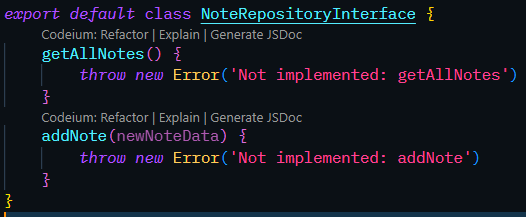 export default class NoteRepositoryInterface {
Codeium: Refactor | Explain | Generate JSDoc
getAllNotes() {
throw new Error('Not implemented: getAllNotes')
}
Codeium: Refactor | Explain | Generate JSDoc
addNote(newNoteData) {
throw new Error('Not implemented: addNote')
}
}